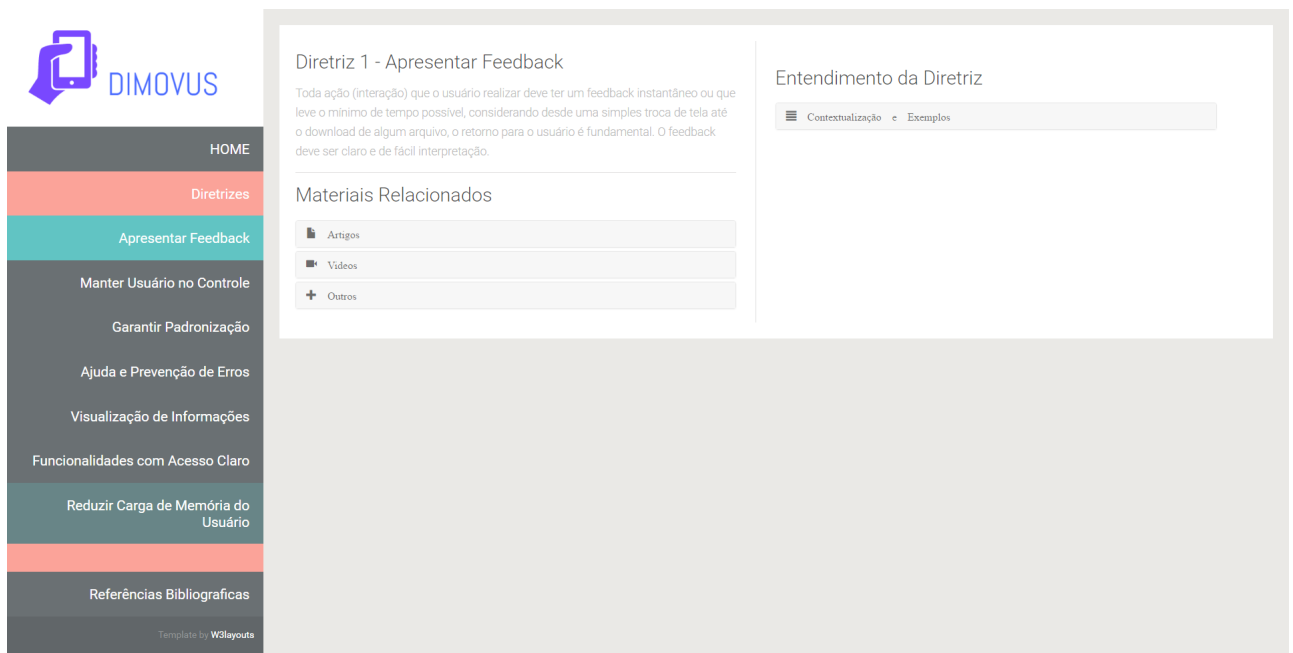 DIMOVUS
HOME
Diretrizes
Apresentar Feedback
Manter Usuário no Controle
Garantir Padronização
Ajuda e Prevenção de Erros
Visualização de Informações
Funcionalidades com Acesso Claro
Reduzir Carga de Memória do
Usuário
Referências Bibliograficas
Template by W3layouts
Diretriz 1 - Apresentar Feedback
Toda ação (interação) que o usuário realizar deve ter um feedback instantâneo ou que
leve o mínimo de tempo possível, considerando desde uma simples troca de tela até
o download de algum arquivo, o retorno para o usuário é fundamental. O feedback
deve ser claro e de fácil interpretação.
Materiais Relacionados
Artigos
Videos
Outros
Entendimento da Diretriz
Contextualização e Exemplos